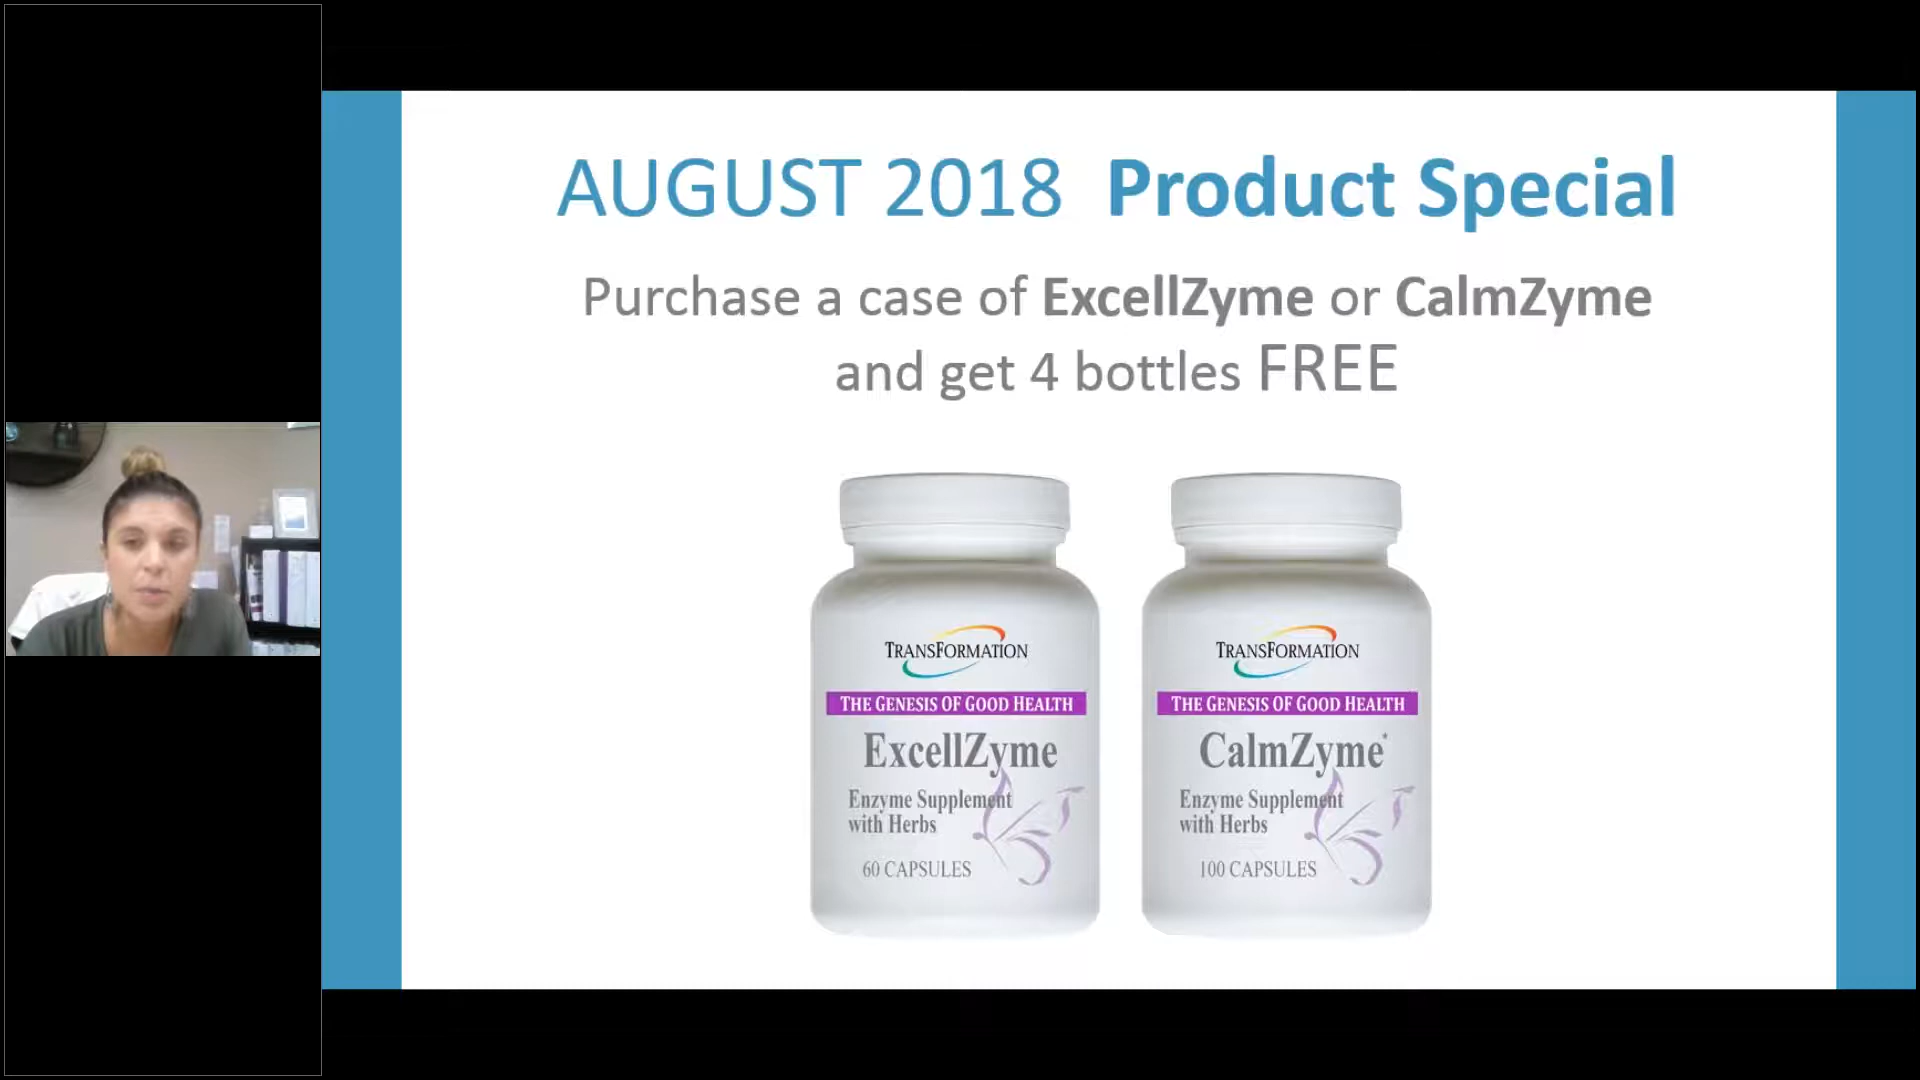 AUGUST 2018 Product Special
Purchase a case of ExcellZyme or CalmZyme
and get 4 bottles FREE
TRANSFORMATION
THE GENESIS OF GOOD HEALTH
ExcellZyme
Enzyme Supplement
with Herbs
60 CAPSULES
TRANSFORMATION
THE GENESIS OF GOOD HEALTH
CalmZyme*
Enzyme Supplement
with Herbs
100 CAPSULES